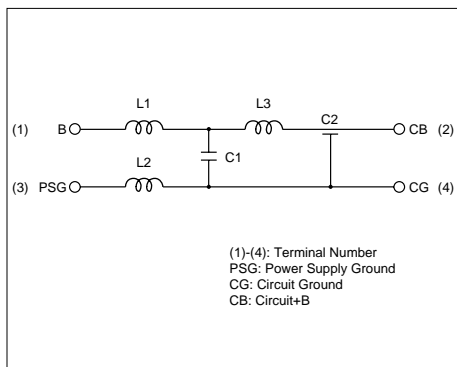 L1 L3 C2
(1) B CB (2)
C1
L2
(3) PSG CG (4)
(1)-(4): Terminal Number
PSG: Power Supply Ground
CG: Circuit Ground
CB: Circuit+B